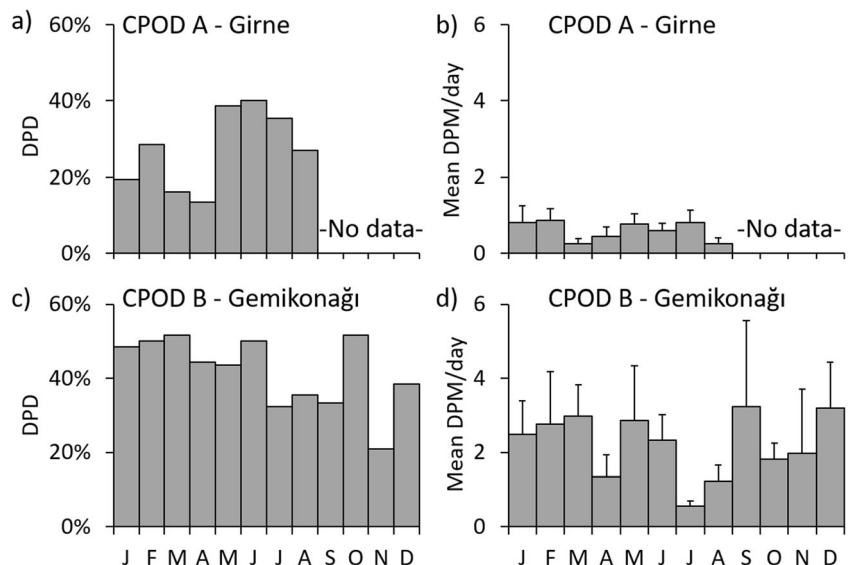 a) CPOD A - Girne
60%
40%
20%
0%
DPD
-No data-
b) CPOD A - Girne
6
4
2
0
Mean DPM/day
-No data-
c) CPOD B - Gemikonağı
60%
40%
20%
0%
DPD
J F M A M J J A S O N D
d) CPOD B - Gemikonağı
6
4
2
0
Mean DPM/day
J F M A M J J A S O N D